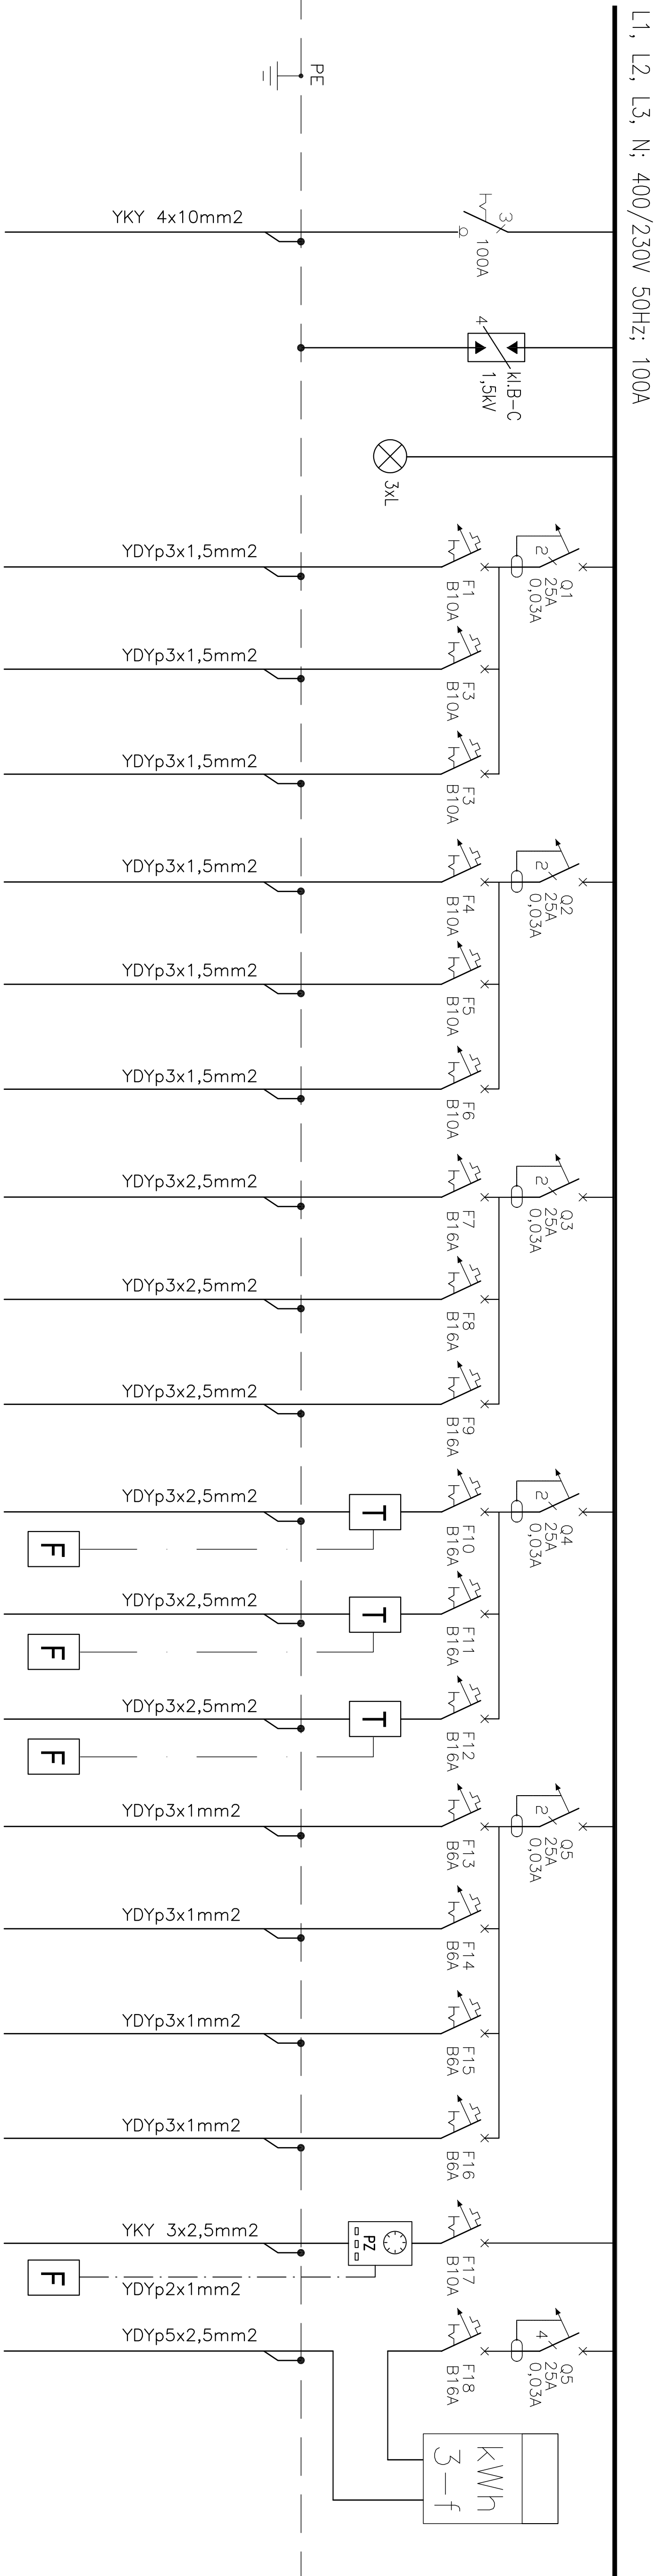 L1, L2, L3, N; 400/230V 50Hz; 100A
PE
YKY 4x10mm2
3
100A
4
kl.B-C
1,5kV
3xL
Q1
25A
0,03A
2
F1
B10A
YDYp3x1,5mm2
F3
B10A
YDYp3x1,5mm2
F3
B10A
YDYp3x1,5mm2
Q2
25A
0,03A
2
F4
B10A
YDYp3x1,5mm2
F5
B10A
YDYp3x1,5mm2
F6
B10A
YDYp3x1,5mm2
Q3
25A
0,03A
2
F7
B16A
YDYp3x2,5mm2
F8
B16A
YDYp3x2,5mm2
F9
B16A
YDYp3x2,5mm2
Q4
25A
0,03A
2
F10
B16A
T
YDYp3x2,5mm2
F
F11
B16A
T
YDYp3x2,5mm2
F
F12
B16A
T
YDYp3x2,5mm2
F
Q5
25A
0,03A
2
F13
B6A
YDYp3x1mm2
F14
B6A
YDYp3x1mm2
F15
B6A
YDYp3x1mm2
F16
B6A
YDYp3x1mm2
F17
B10A
PZ
YKY 3x2,5mm2
F
YDYp2x1mm2
Q5
25A
0,03A
4
F18
B16A
YDYp5x2,5mm2
kWh
3-f